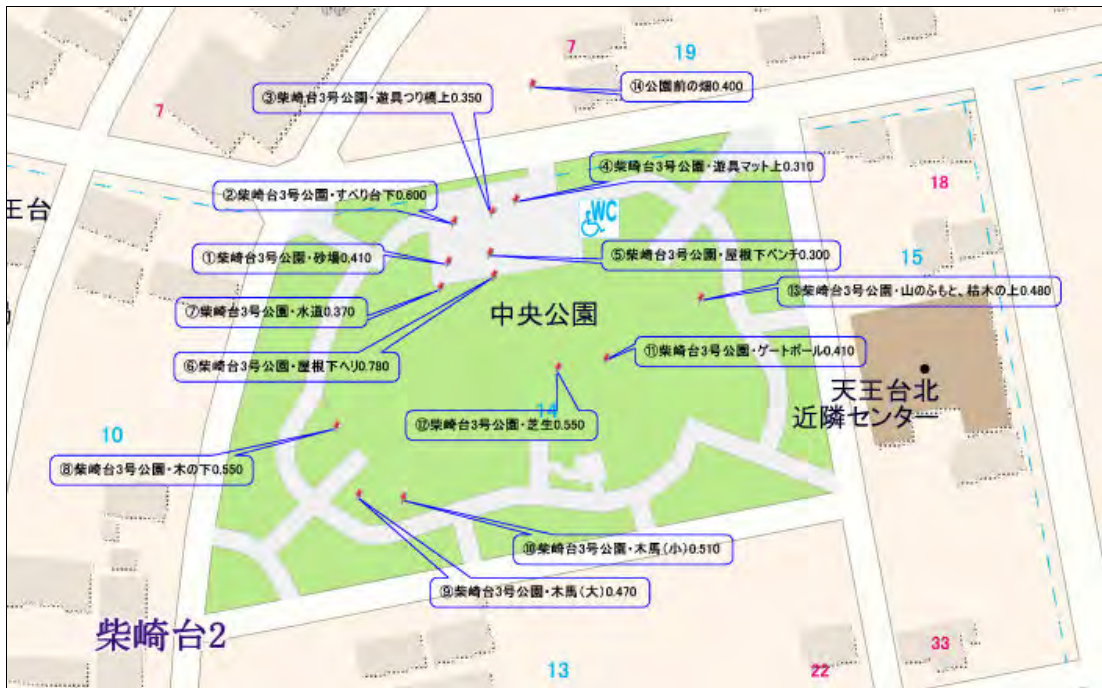 7
19
③柴崎台3号公園・遊具つり橋上0.350
⑭公園前の畑0.400
7
④柴崎台3号公園・遊具マット上0.310
②柴崎台3号公園・すべり台下0.600
18
王台
WC
①柴崎台3号公園・砂場0.410
⑤柴崎台3号公園・屋根下ベンチ0.300
15
⑬柴崎台3号公園・山のふもと、枯木の上0.480
⑦柴崎台3号公園・水道0.370
中央公園
⑥柴崎台3号公園・屋根下ヘリ0.780
⑪柴崎台3号公園・ゲートボール0.410
天王台北
近隣センター
14
⑫柴崎台3号公園・芝生0.550
10
⑧柴崎台3号公園・木の下0.550
⑩柴崎台3号公園・木馬(小)0.510
⑨柴崎台3号公園・木馬(大)0.470
柴崎台2
13
22
33